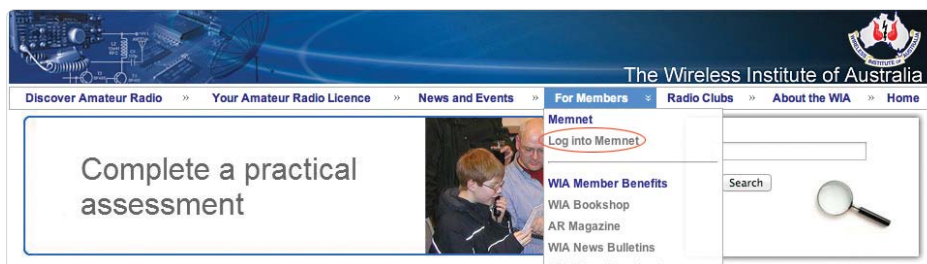 The Wireless Institute of Australia
Discover Amateur Radio » Your Amateur Radio Licence » News and Events » For Members Radio Clubs » About the WIA » Home
Complete a practical
assessment
Memnet
Log into Memnet
WIA Member Benefits
WIA Bookshop
AR Magazine
WIA News Bulletins
Search